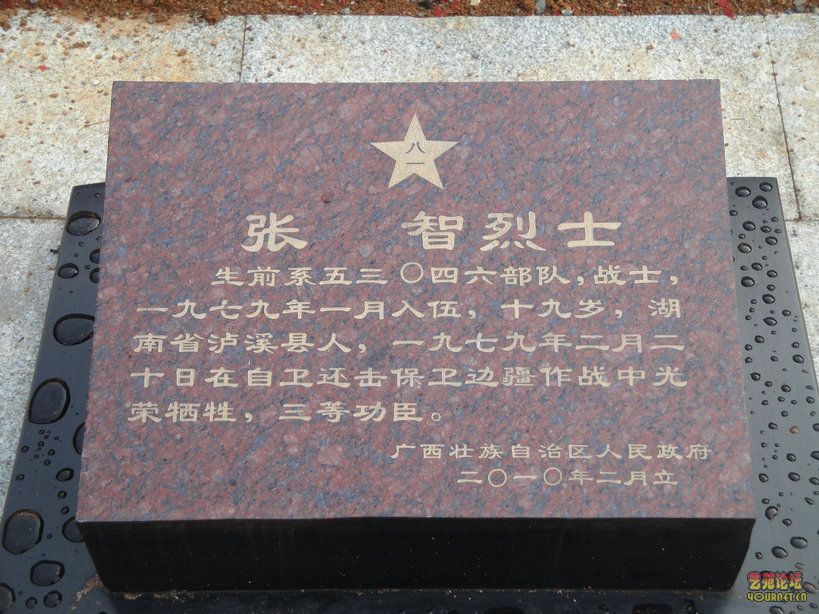 八
一
张 智烈士
生前系五三〇四六部队，战士，
一九七九年一月入伍，十九岁，湖
南省泸溪县人，一九七九年二月二
十日在自卫还击保卫边疆作战中光
荣牺牲，三等功臣。
广西壮族自治区人民政府
二〇一〇年二月立
艺苑论坛
YOURNET.CN